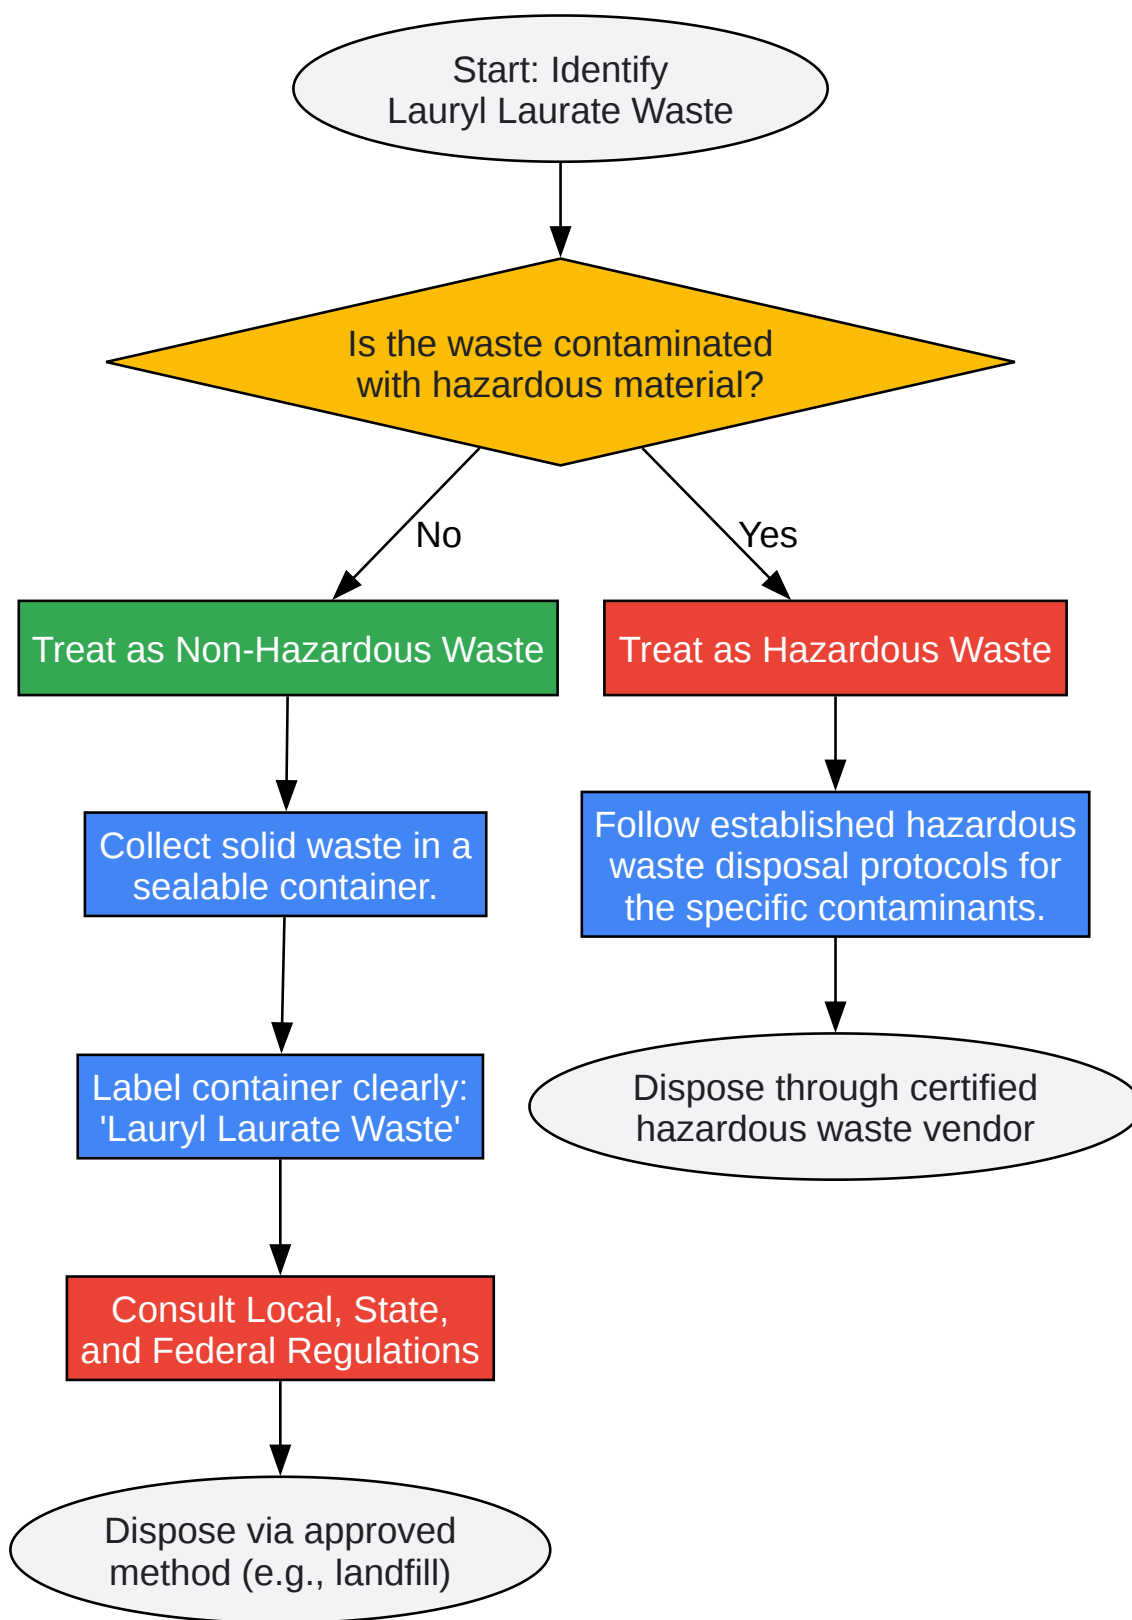 Start: Identify
Lauryl Laurate Waste
Is the waste contaminated
with hazardous material?
No
Yes
Treat as Non-Hazardous Waste
Treat as Hazardous Waste
Collect solid waste in a
sealable container.
Follow established hazardous
waste disposal protocols for
the specific contaminants.
Label container clearly:
'Lauryl Laurate Waste'
Dispose through certified
hazardous waste vendor
Consult Local, State,
and Federal Regulations
Dispose via approved
method (e.g., landfill)